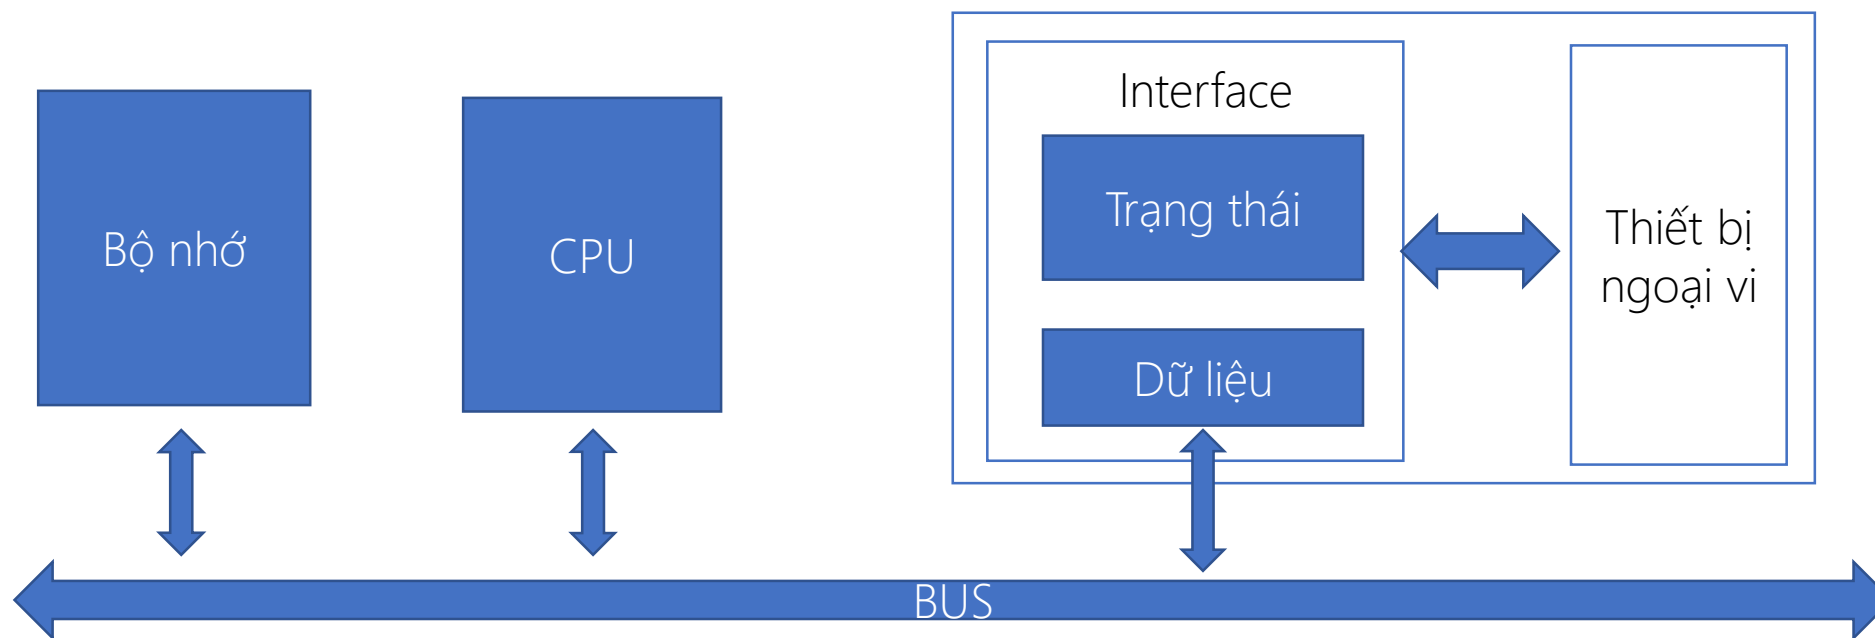 Bộ nhớ
CPU
Interface
Trạng thái
Dữ liệu
Thiết bị
ngoại vi
BUS